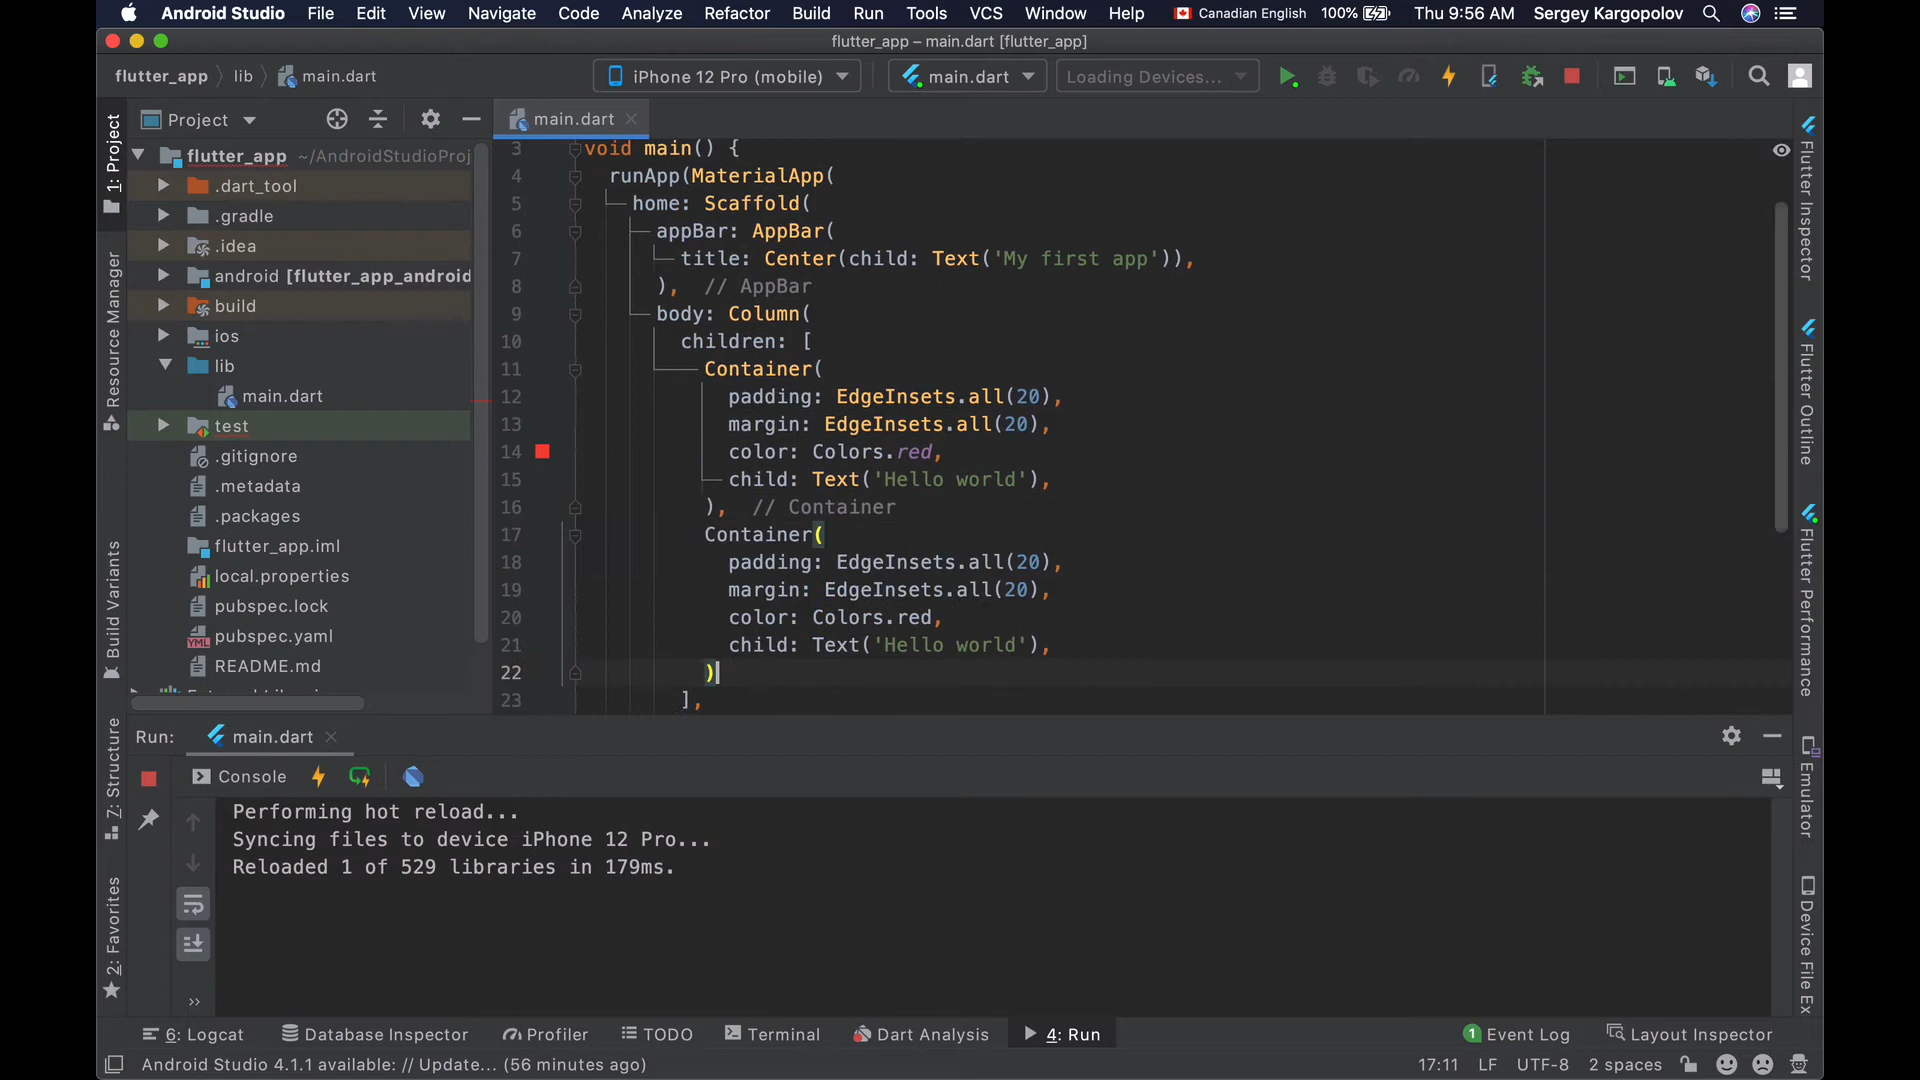 Android Studio File Edit View Navigate Code Analyze Refactor Build Run Tools VCS Window Help Canadian English 100% Thu 9:56 AM Sergey Kargopolov
flutter_app – main.dart [flutter_app]
flutter_app lib main.dart iPhone 12 Pro (mobile) main.dart Loading Devices...
Project main.dart
flutter_app ~/AndroidStudioProj
.dart_tool
.gradle
.idea
android [flutter_app_android
build
ios
lib
main.dart
test
.gitignore
.metadata
.packages
flutter_app.iml
local.properties
pubspec.lock
pubspec.yaml
README.md
1: Project
Resource Manager
Build Variants
Z: Structure
2: Favorites
3 void main() {
4 runApp(MaterialApp(
5 home: Scaffold(
6 appBar: AppBar(
7 title: Center(child: Text('My first app')),
8 ), // AppBar
9 body: Column(
10 children: [
11 Container(
12 padding: EdgeInsets.all(20),
13 margin: EdgeInsets.all(20),
14 color: Colors.red,
15 child: Text('Hello world'),
16 ), // Container
17 Container(
18 padding: EdgeInsets.all(20),
19 margin: EdgeInsets.all(20),
20 color: Colors.red,
21 child: Text('Hello world'),
22 )
23 ],
Flutter Inspector
Flutter Outline
Flutter Performance
Emulator
Device File Ex
Run: main.dart
Console
Performing hot reload...
Syncing files to device iPhone 12 Pro...
Reloaded 1 of 529 libraries in 179ms.
6: Logcat Database Inspector Profiler TODO Terminal Dart Analysis 4: Run 1 Event Log Layout Inspector
Android Studio 4.1.1 available: // Update... (56 minutes ago) 17:11 LF UTF-8 2 spaces